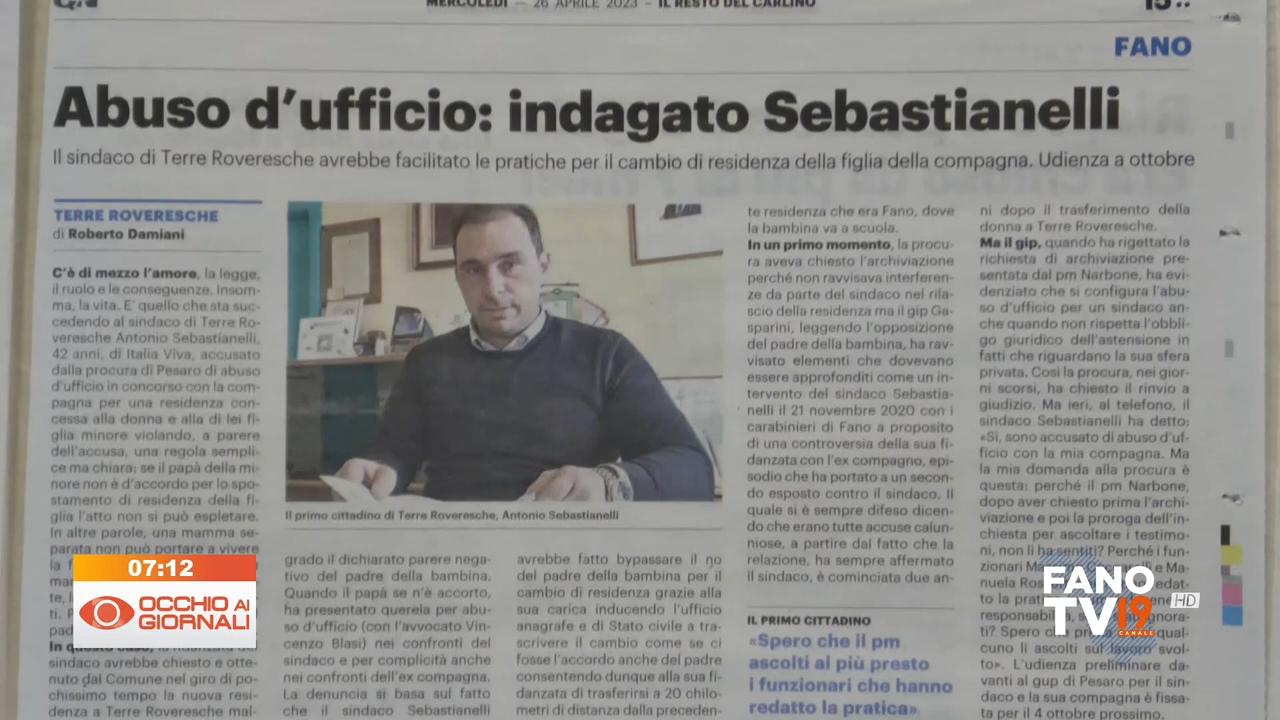 MERCOLEDÌ — 26 APRILE 2023 – IL RESTO DEL CARLINO
15
FANO
Abuso d'ufficio: indagato Sebastianelli
Il sindaco di Terre Roveresche avrebbe facilitato le pratiche per il cambio di residenza della figlia della compagna. Udienza a ottobre
TERRE ROVERESCHE
di Roberto Damiani
C'è di mezzo l'amore, la legge,
il ruolo e le conseguenze. Insom-
ma, la vita. E' quello che sta suc-
cedendo al sindaco di Terre Ro-
veresche Antonio Sebastianelli,
42 anni, di Italia Viva, accusato
dalla procura di Pesaro di abuso
d'ufficio in concorso con la com-
pagna per una residenza con-
cessa alla donna e alla di lei fi-
glia minore violando, a parere
dell'accusa, una regola sempli-
ce ma chiara: se il papà della mi-
nore non è d'accordo per lo spo-
stamento di residenza della fi-
glia l'atto non si può espletare.
In altre parole, una mamma se-
parata non può portare a vivere
la
In questo caso, la
sindaco avrebbe chiesto e otte-
nuto dal Comune nel giro di po-
chissimo tempo la nuova resi-
denza a Terre Roveresche mal-
Il primo cittadino di Terre Roveresche, Antonio Sebastianelli
grado il dichiarato parere nega-
tivo del padre della bambina.
Quando il papà se n'è accorto,
ha presentato querela per abu-
so d'ufficio (con l'avvocato Vin-
cenzo Blasi) nei confronti del
sindaco e per complicità anche
nei confronti dell'ex compagna.
La denuncia si basa sul fatto
che il sindaco Sebastianelli
avrebbe fatto bypassare il no
del padre della bambina per il
cambio di residenza grazie alla
sua carica inducendo l'ufficio
anagrafe e di Stato civile a tra-
scrivere il cambio come se ci
fosse l'accordo anche del padre
consentendo dunque alla sua fi-
danzata di trasferirsi a 20 chilo-
metri di distanza dalla preceden-
te residenza che era Fano, dove
la bambina va a scuola.
In un primo momento, la procu-
ra aveva chiesto l'archiviazione
perché non ravvisava interferen-
ze da parte del sindaco nel rila-
scio della residenza ma il gip Ga-
sparini, leggendo l'opposizione
del padre della bambina, ha rav-
visato elementi che dovevano
essere approfonditi come un in-
tervento del sindaco Sebastia-
nelli il 21 novembre 2020 con i
carabinieri di Fano a proposito
di una controversia della sua fi-
danzata con l'ex compagno, epi-
sodio che ha portato a un secon-
do esposto contro il sindaco. Il
quale si è sempre difeso dicen-
do che erano tutte accuse calun-
niose, a partire dal fatto che la
relazione, ha sempre affermato
il sindaco, è cominciata due an-
IL PRIMO CITTADINO
«Spero che il pm
ascolti al più presto
i funzionari che hanno
redatto la pratica»
ni dopo il trasferimento della
donna a Terre Roveresche.
Ma il gip, quando ha rigettato la
richiesta di archiviazione pre-
sentata dal pm Narbone, ha evi-
denziato che si configura l'abu-
so d'ufficio per un sindaco an-
che quando non rispetta l'obbli-
go giuridico dell'astensione in
fatti che riguardano la sua sfera
privata. Così la procura, nei gior-
ni scorsi, ha chiesto il rinvio a
giudizio. Ma ieri, al telefono, il
sindaco Sebastianelli ha detto:
«Sì, sono accusato di abuso d'uf-
ficio con la mia compagna. Ma
la mia domanda alla procura è
questa: perché il pm Narbone,
dopo aver chiesto prima l'archi-
viazione e poi la proroga dell'in-
chiesta per ascoltare i testimo-
ni, non li ha sentiti? Perché i fun-
zionari e Ma-
nuela
to la
responsabilità,
ti? Spero che qual-
cuno li ascolti sul lavoro svol-
to». L'udienza preliminare da-
vanti al gup di Pesaro per il sin-
daco e la sua compagna è fissa-
ta per il 4 ottobre prossimo.
07:12
OCCHIO AI
GIORNALI
FANO
TV 19 HD
CANALE